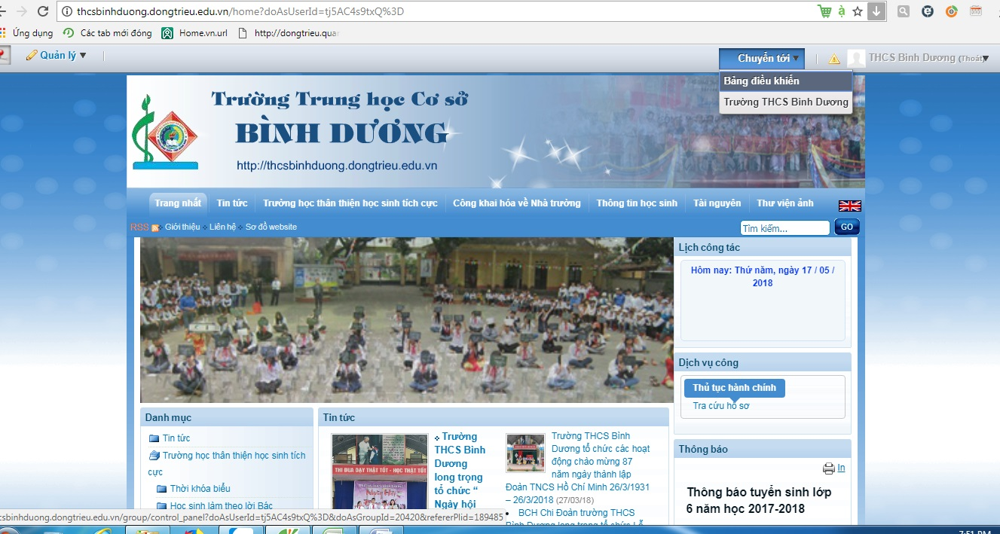 thcsbinhduong.dongtrieu.edu.vn/home?doAsUserId=tj5AC4s9txQ%3D
Ứng dụng Các tab mới đóng Home.vn.url http://dongtrieu.quan
Quản lý Chuyển tới THCS Bình Dương (Thoát)
Bảng điều khiển
Trường THCS Bình Dương
Trường Trung học Cơ sở
BÌNH DƯƠNG
http://thcsbinhduong.dongtrieu.edu.vn
Trang nhất Tin tức Trường học thân thiện học sinh tích cực Công khai hóa về Nhà trường Thông tin học sinh Tài nguyên Thư viện ảnh
RSS Giới thiệu Liên hệ Sơ đồ website Tìm kiếm... GO
Lịch công tác
Hôm nay: Thứ năm, ngày 17 / 05 /
2018
Dịch vụ công
Thủ tục hành chính
Tra cứu hồ sơ
Thông báo
In
Thông báo tuyển sinh lớp
6 năm học 2017-2018
Danh mục
Tin tức
Trường học thân thiện học sinh tích
cực
Thời khóa biểu
Học sinh làm theo lời Bác
Tin tức
THI ĐUA DẠY THẬT TỐT - HỌC THẬT TỐT
Trường
THCS Bình
Dương
long trọng
tổ chức “
Ngày hội
Trường THCS Bình
Dương tổ chức các hoạt
động chào mừng 87
năm ngày thành lập
Đoàn TNCS Hồ Chí Minh 26/3/1931
– 26/3/2018 (27/03/18)
BCH Chi Đoàn trường THCS
Bình Dương long trọng tổ chức Lễ
csbinhduong.dongtrieu.edu.vn/group/control_panel?doAsUserId=tj5AC4s9txQ%3D&doAsGroupId=20420&refererPlid=189485
7:51 PM